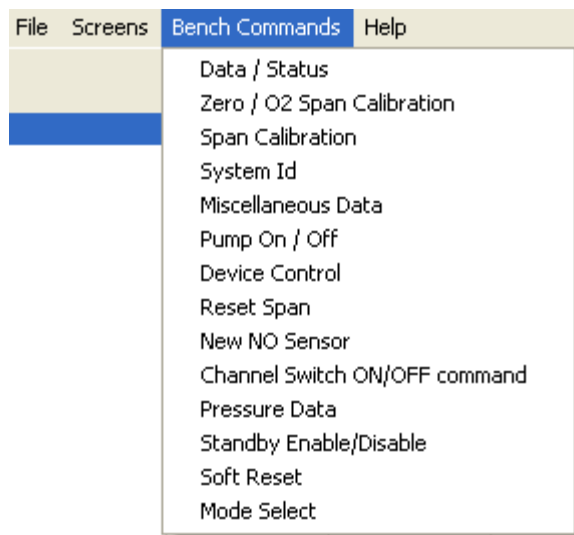 File Screens Bench Commands Help
Data / Status
Zero / O2 Span Calibration
Span Calibration
System Id
Miscellaneous Data
Pump On / Off
Device Control
Reset Span
New NO Sensor
Channel Switch ON/OFF command
Pressure Data
Standby Enable/Disable
Soft Reset
Mode Select